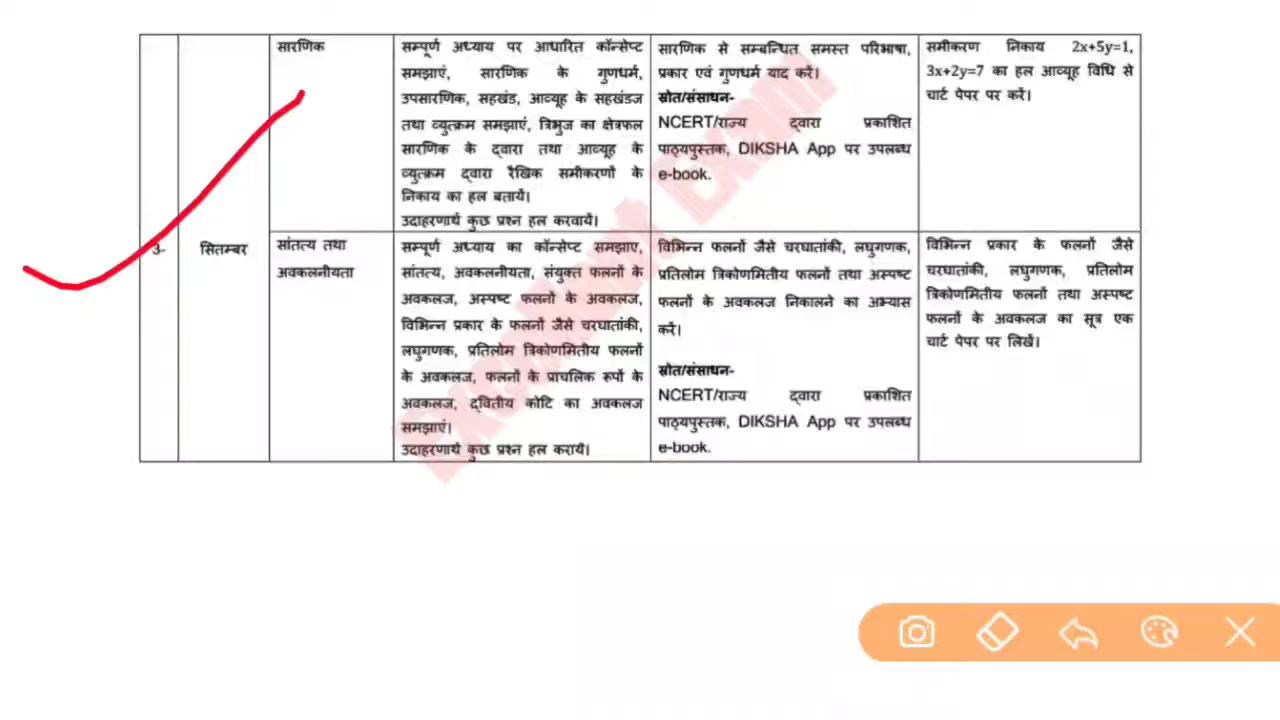 सारणिक
सम्पूर्ण अध्याय पर आधारित कॉन्सेप्ट
समझाएं, सारणिक के गुणधर्म,
उपसारणिक, सहखंड, आव्यूह के सहखंडज
तथा व्युत्क्रम समझाएं, त्रिभुज का क्षेत्रफल
सारणिक के द्वारा तथा आव्यूह के
व्युत्क्रम द्वारा रैखिक समीकरणों के
निकाय का हल बतायें।
उदाहरणार्थ कुछ प्रश्न हल करवायें।
सारणिक से सम्बन्धित समस्त परिभाषा,
प्रकार एवं गुणधर्म याद करें।
स्रोत/संसाधन-
NCERT/राज्य द्वारा प्रकाशित
पाठ्यपुस्तक, DIKSHA App पर उपलब्ध
e-book.
समीकरण निकाय 2x+5y=1,
3x+2y=7 का हल आव्यूह विधि से
चार्ट पेपर पर करें।
3-
सितम्बर
सांतत्य तथा
अवकलनीयता
सम्पूर्ण अध्याय का कॉन्सेप्ट समझाए,
सांतत्य, अवकलनीयता, संयुक्त फलनों के
अवकलज, अस्पष्ट फलनों के अवकलज,
विभिन्न प्रकार के फलनों जैसे चरघातांकी,
लघुगणक, प्रतिलोम त्रिकोणमितीय फलनों
के अवकलज, फलनों के प्राचलिक रूपों के
अवकलज, द्वितीय कोटि का अवकलज
समझाएं।
उदाहरणार्थ कुछ प्रश्न हल करायें।
विभिन्न फलनों जैसे चरघातांकी, लघुगणक,
प्रतिलोम त्रिकोणमितीय फलनों तथा अस्पष्ट
फलनों के अवकलज निकालने का अभ्यास
करें।
स्रोत/संसाधन-
NCERT/राज्य द्वारा प्रकाशित
पाठ्यपुस्तक, DIKSHA App पर उपलब्ध
e-book.
विभिन्न प्रकार के फलनों जैसे
चरघातांकी, लघुगणक, प्रतिलोम
त्रिकोणमितीय फलनों तथा अस्पष्ट
फलनों के अवकलज का सूत्र एक
चार्ट पेपर पर लिखें।
Exam